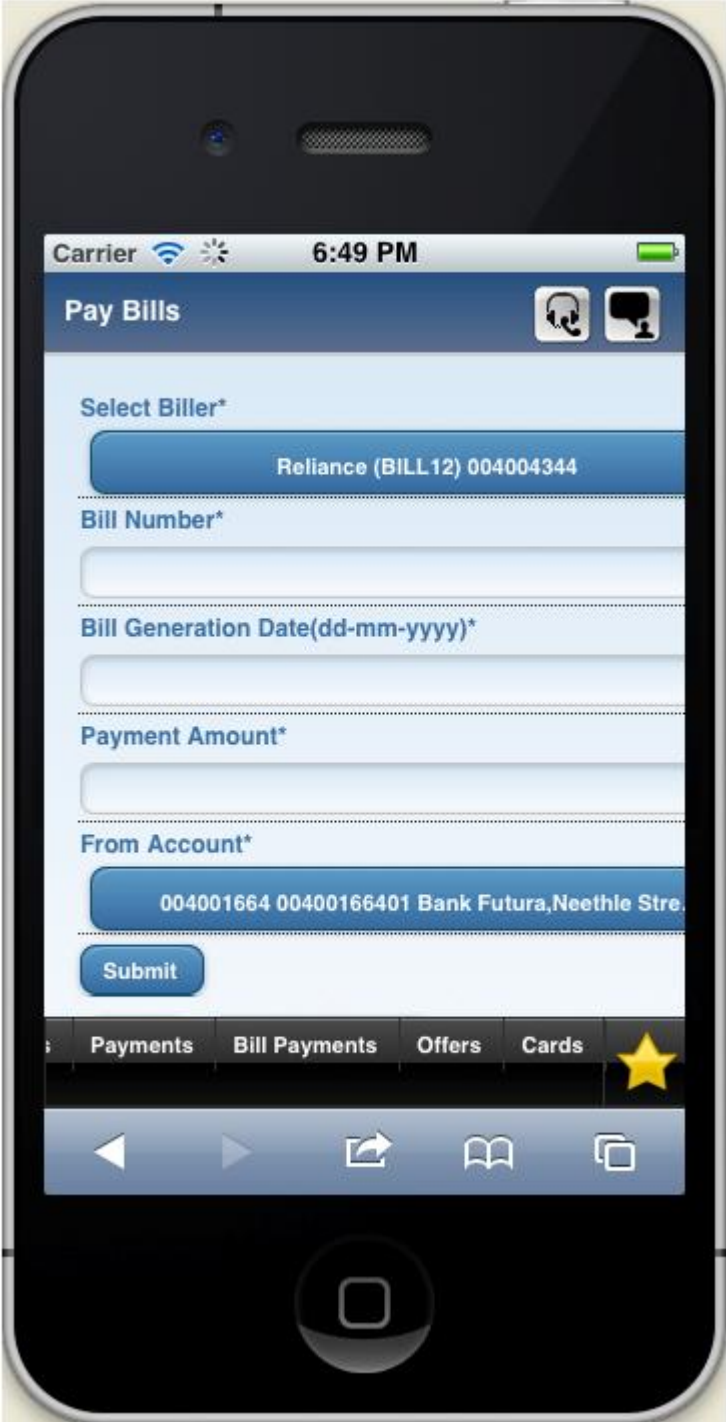 Carrier 6:49 PM
Pay Bills
Select Biller*
Reliance (BILL12) 004004344
Bill Number*
Bill Generation Date(dd-mm-yyyy)*
Payment Amount*
From Account*
004001664 00400166401 Bank Futura,Neethle Stre.
Submit
s Payments Bill Payments Offers Cards